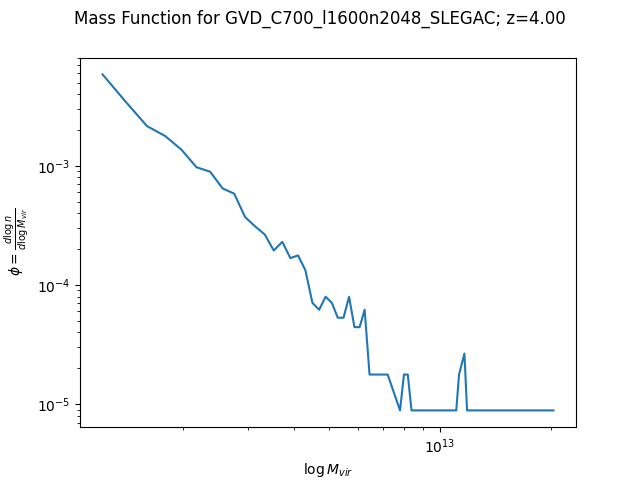 Mass Function for GVD_C700_l1600n2048_SLEGAC; z=4.00
10⁻³
10⁻⁴
10⁻⁵
ϕ = d log n / d log M_vir
10¹³
log M_vir